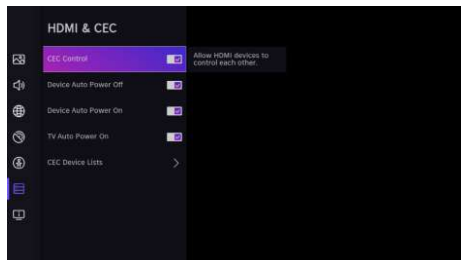 HDMI & CEC
CEC Control
Allow HDMI devices to
control each other.
Device Auto Power Off
Device Auto Power On
TV Auto Power On
CEC Device Lists